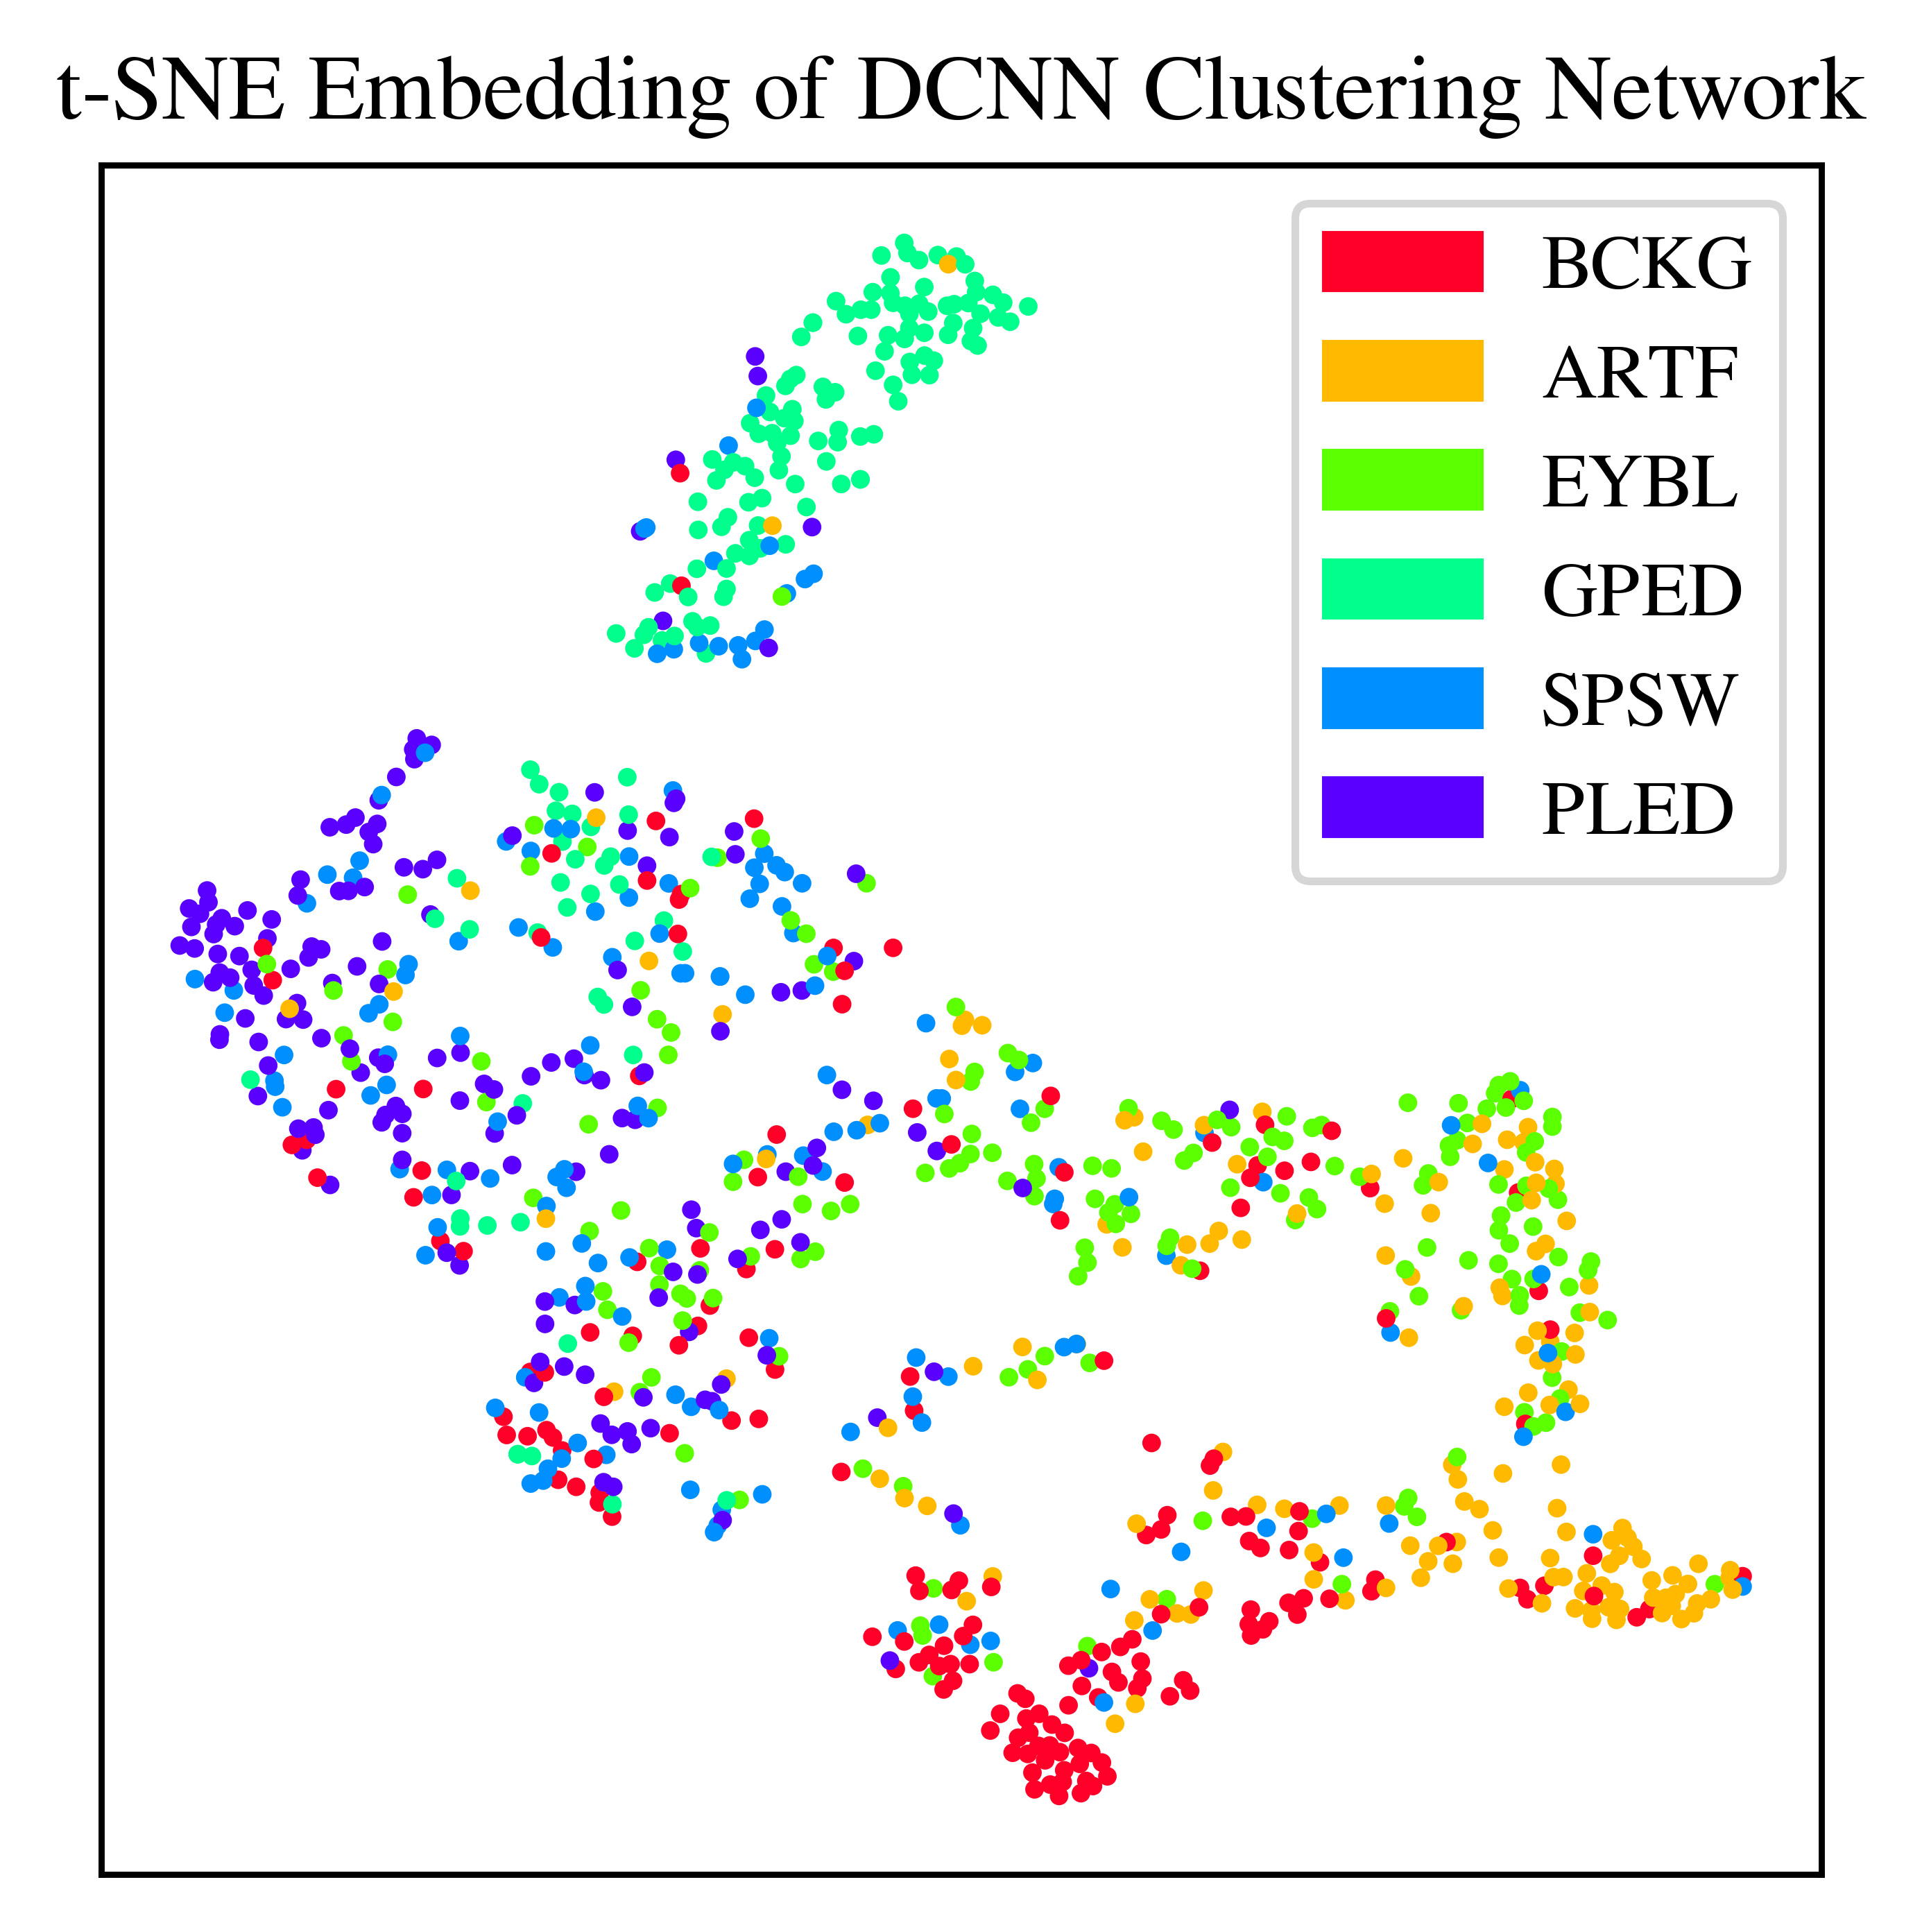 t-SNE Embedding of DCNN Clustering Network
BCKG
ARTF
EYBL
GPED
SPSW
PLED